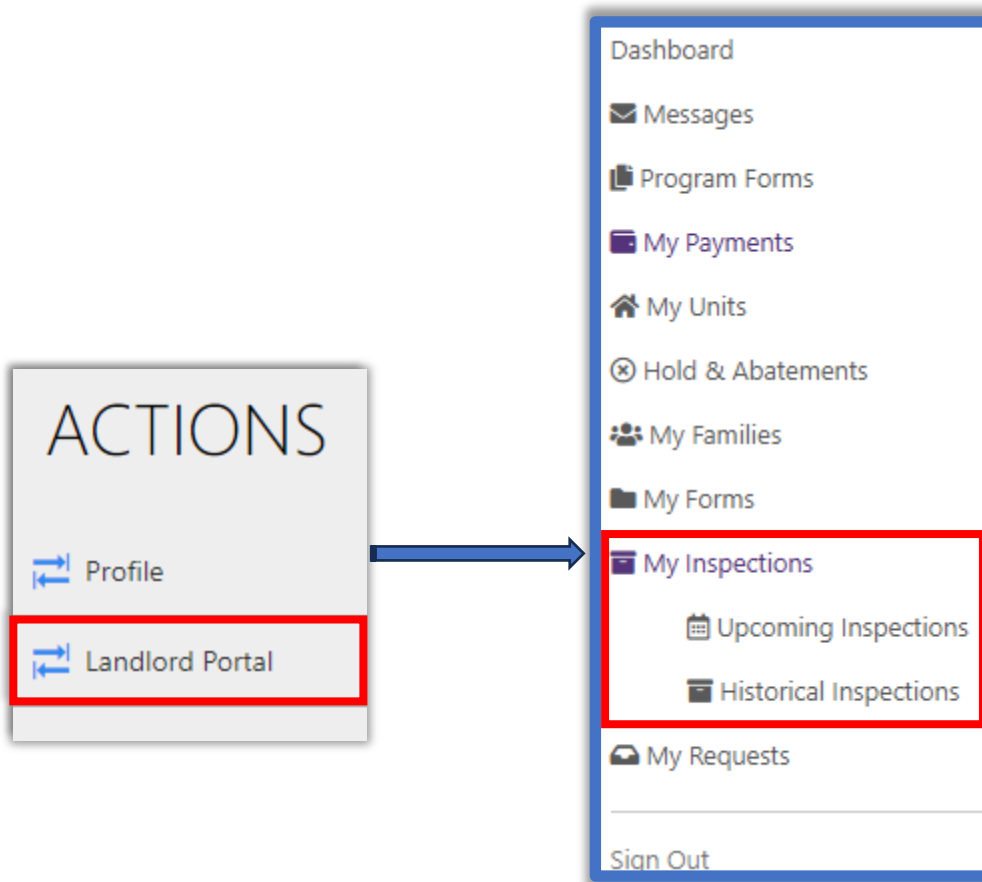 ACTIONS
Profile
Landlord Portal
Dashboard
Messages
Program Forms
My Payments
My Units
Hold & Abatements
My Families
My Forms
My Inspections
Upcoming Inspections
Historical Inspections
My Requests
Sign Out